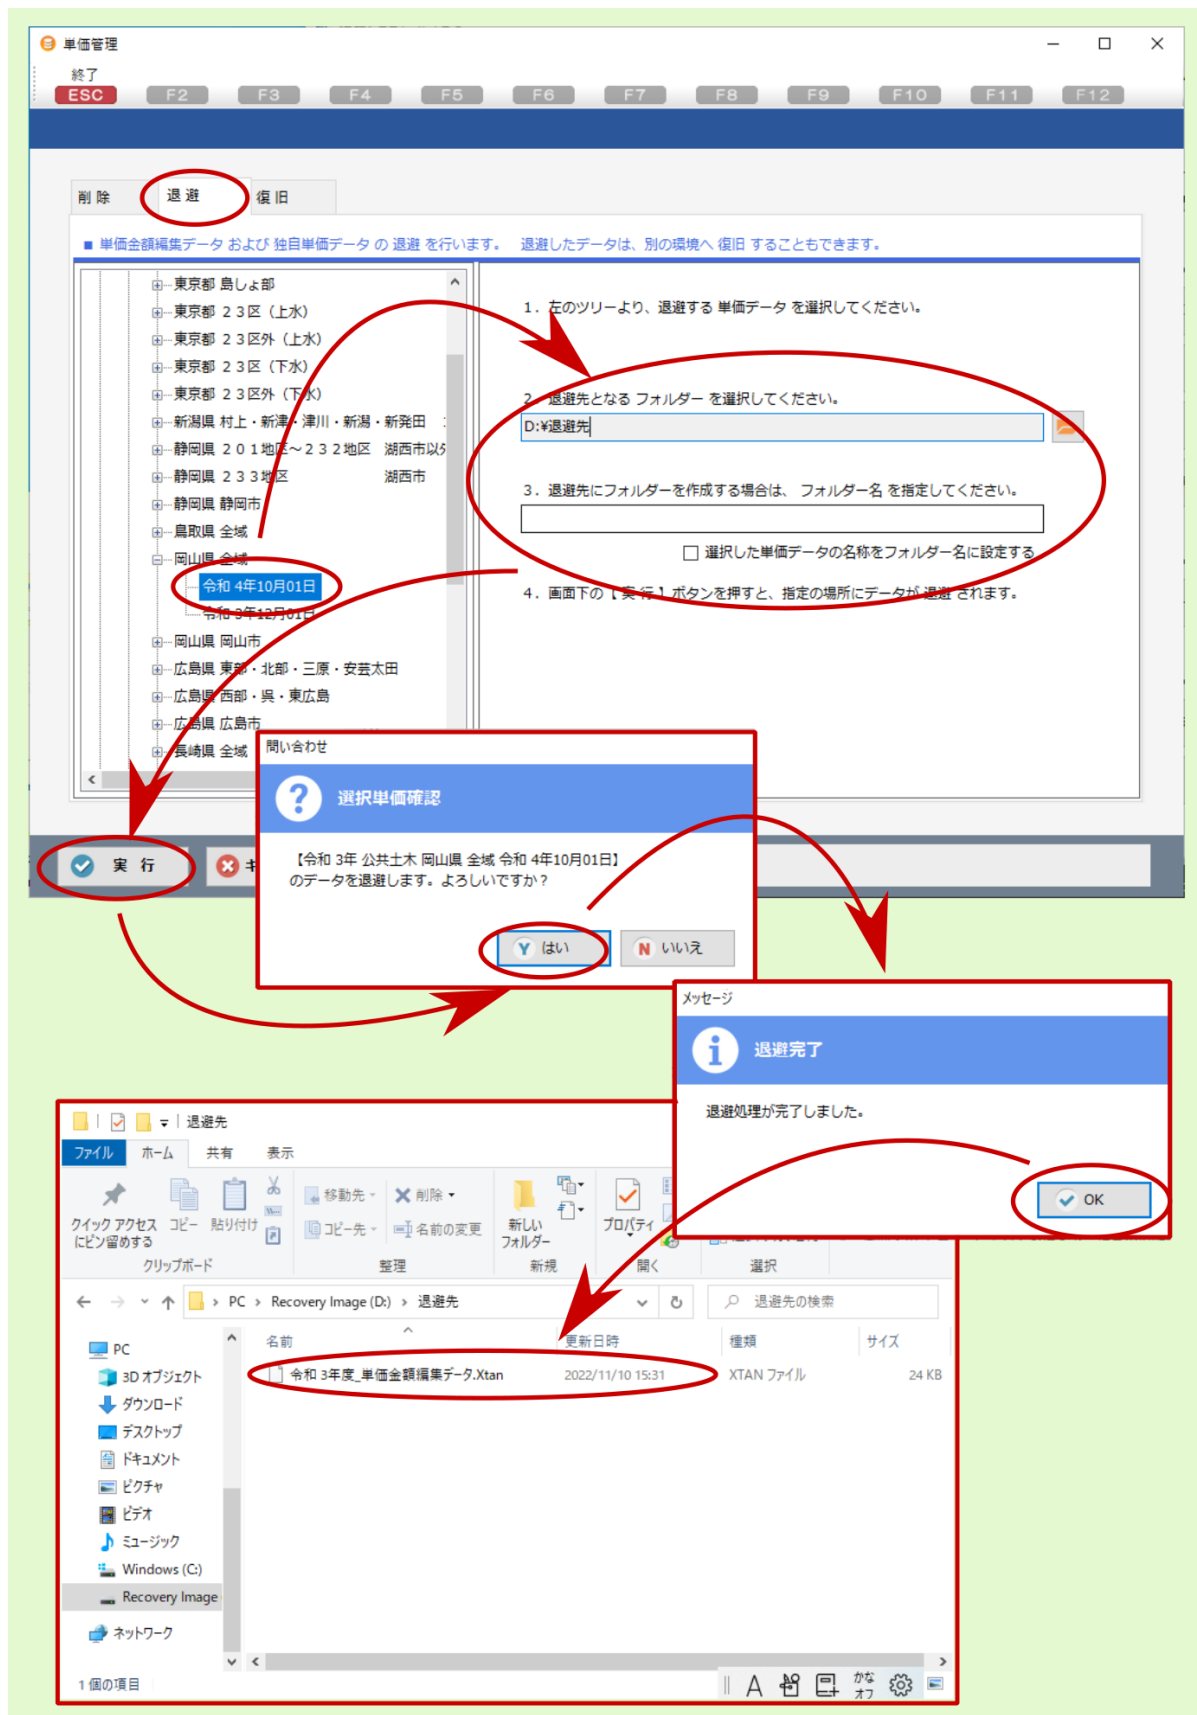 単価管理
終了
ESC F2 F3 F4 F5 F6 F7 F8 F9 F10 F11 F12
削 除 退 避 復 旧
■ 単価金額編集データ および 独自単価データ の 退避 を行います。 退避したデータは、別の環境へ 復旧 することもできます。
東京都 島しょ部
東京都 23区(上水)
東京都 23区外(上水)
東京都 23区(下水)
東京都 23区外(下水)
新潟県 村上・新津・津川・新潟・新発田
静岡県 201地区~232地区 湖西市以外
静岡県 233地区 湖西市
静岡県 静岡市
鳥取県 全域
岡山県 全域
令和 4年10月01日
令和 3年12月01日
岡山県 岡山市
広島県 東部・北部・三原・安芸太田
広島県 西部・呉・東広島
広島県 広島市
長崎県 全域
1. 左のツリーより、退避する 単価データ を選択してください。
2. 退避先となる フォルダー を選択してください。
D:¥退避先
3. 退避先にフォルダーを作成する場合は、 フォルダー名 を指定してください。
選択した単価データの名称をフォルダー名に設定する
4. 画面下の【 実 行 】ボタンを押すと、指定の場所にデータが 退避 されます。
実 行
キ
問い合わせ
選択単価確認
【令和 3年 公共土木 岡山県 全域 令和 4年10月01日】
のデータを退避します。よろしいですか?
Y はい N いいえ
メッセージ
退避完了
退避処理が完了しました。
OK
退避先
ファイル ホーム 共有 表示
クイック アクセス
にピン留めする
コピー 貼り付け
移動先 削除
コピー先 名前の変更
新しい
フォルダー
プロパティ
クリップボード 整理 新規 開く 選択
PC › Recovery Image (D:) › 退避先
退避先の検索
名前 更新日時 種類 サイズ
令和 3年度_単価金額編集データ.Xtan 2022/11/10 15:31 XTAN ファイル 24 KB
PC
3D オブジェクト
ダウンロード
デスクトップ
ドキュメント
ピクチャ
ビデオ
ミュージック
Windows (C:)
Recovery Image
ネットワーク
1 個の項目
A
かな
オフ